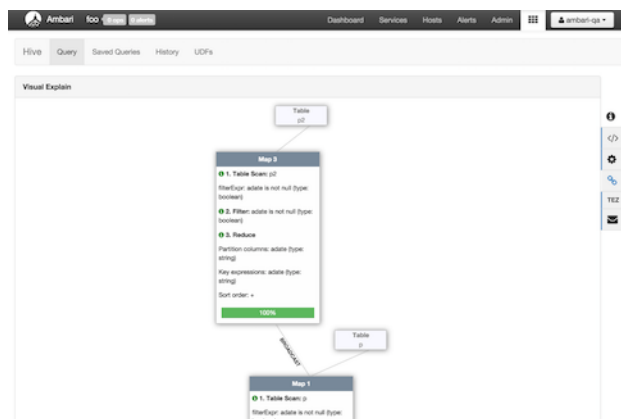 Ambari foo 0 ops 0 alerts Dashboard Services Hosts Alerts Admin ambari-qa
Hive Query Saved Queries History UDFs
Visual Explain
Table
p2
Map 3
1. Table Scan: p2
filterExpr: adate is not null (type:
boolean)
2. Filter: adate is not null (type:
boolean)
3. Reduce
Partition columns: adate (type:
string)
Key expressions: adate (type:
string)
Sort order: +
100%
</>
TEZ
BROADCAST
Table
p
Map 1
1. Table Scan: p
filterExpr: adate is not null (type: